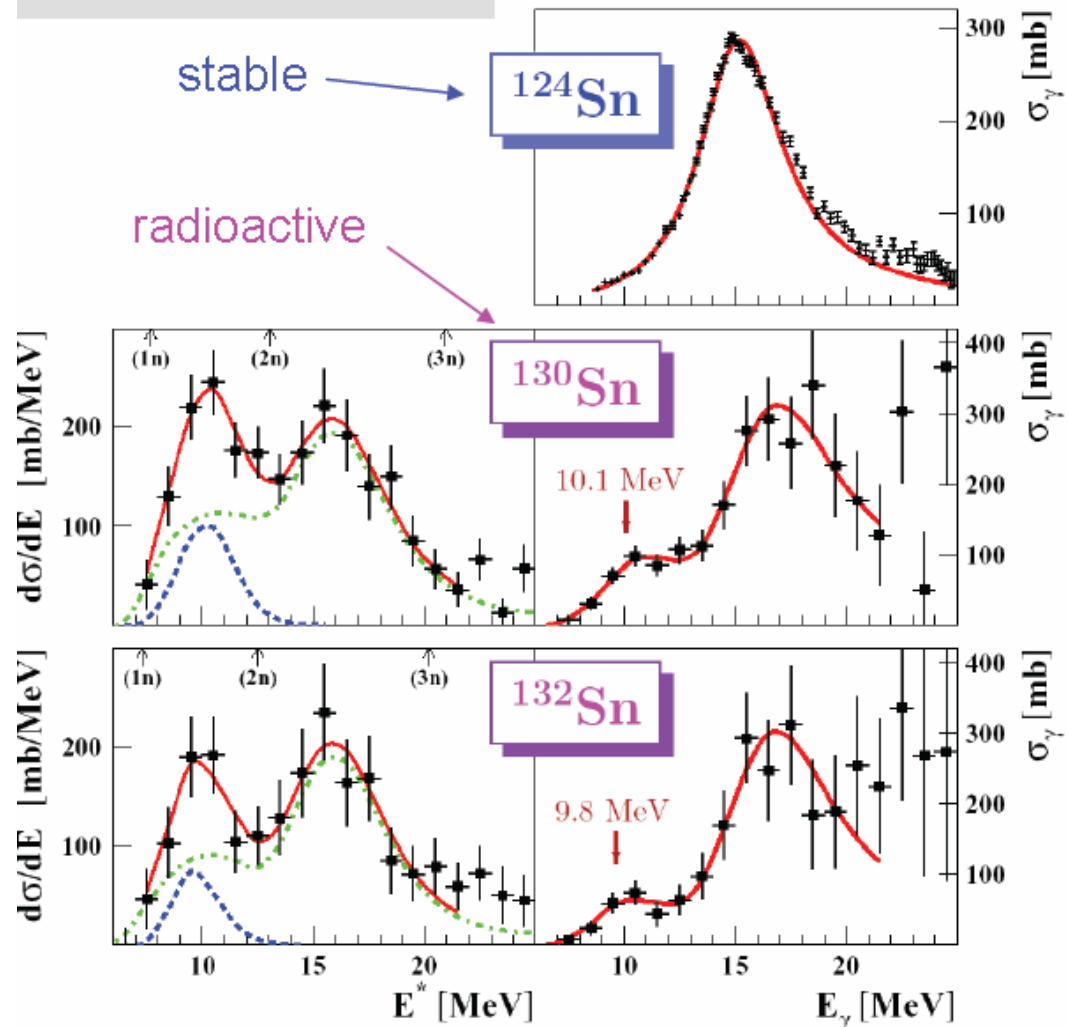 stable
¹²⁴Sn
300
200
100
σγ [mb]
radioactive
¹³⁰Sn
(1n)
(2n)
(3n)
200
100
dσ/dE [mb/MeV]
10.1 MeV
400
300
200
100
σγ [mb]
¹³²Sn
(1n)
(2n)
(3n)
200
100
dσ/dE [mb/MeV]
9.8 MeV
400
300
200
100
σγ [mb]
10 15 20
E* [MeV]
10 15 20
Eγ [MeV]